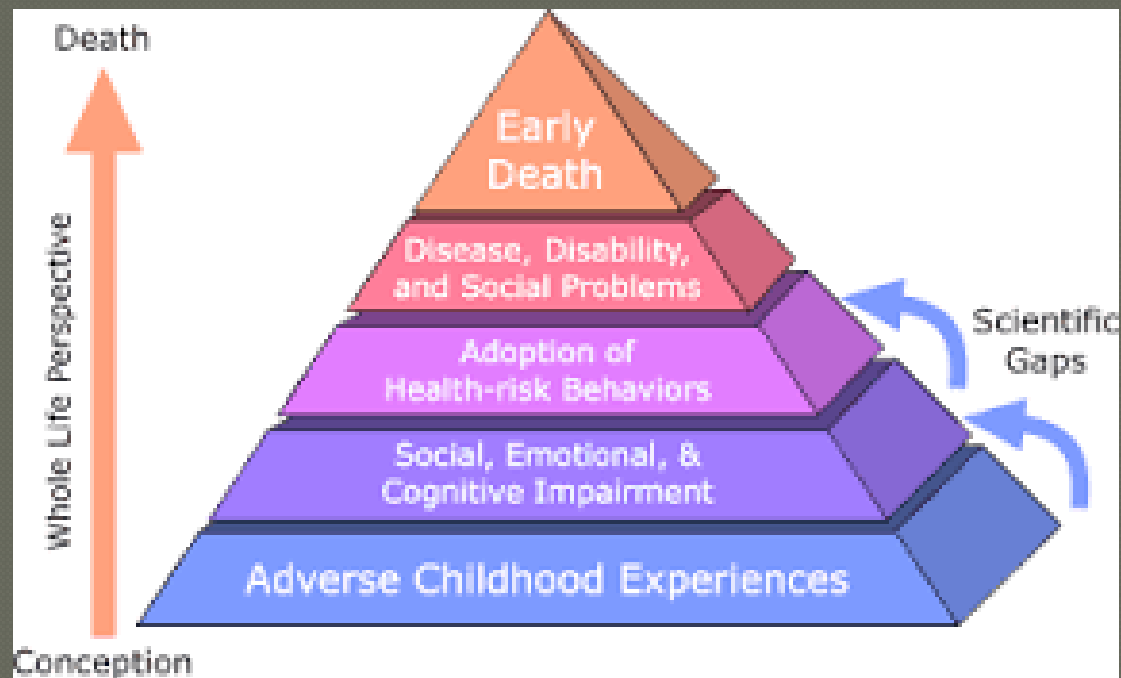 Death
Whole Life Perspective
Conception
Early
Death
Disease, Disability,
and Social Problems
Adoption of
Health-risk Behaviors
Social, Emotional, &
Cognitive Impairment
Adverse Childhood Experiences
Scientific
Gaps